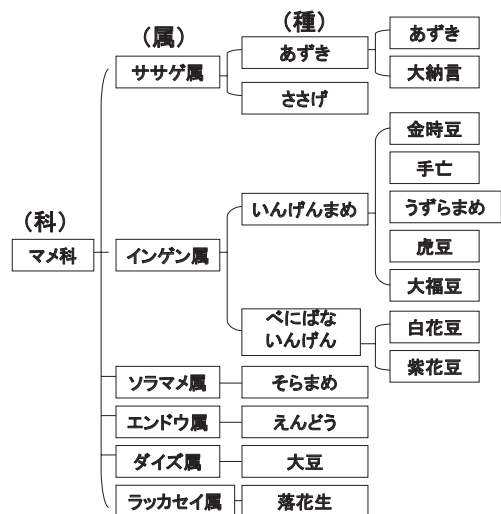 (種)
(属)
あずき
あずき
ササゲ属
大納言
ささげ
金時豆
手亡
いんげんまめ
うずらまめ
(科)
虎豆
マメ科
インゲン属
大福豆
べにばな
いんげん
白花豆
紫花豆
ソラマメ属
そらまめ
エンドウ属
えんどう
ダイズ属
大豆
ラッカセイ属
落花生